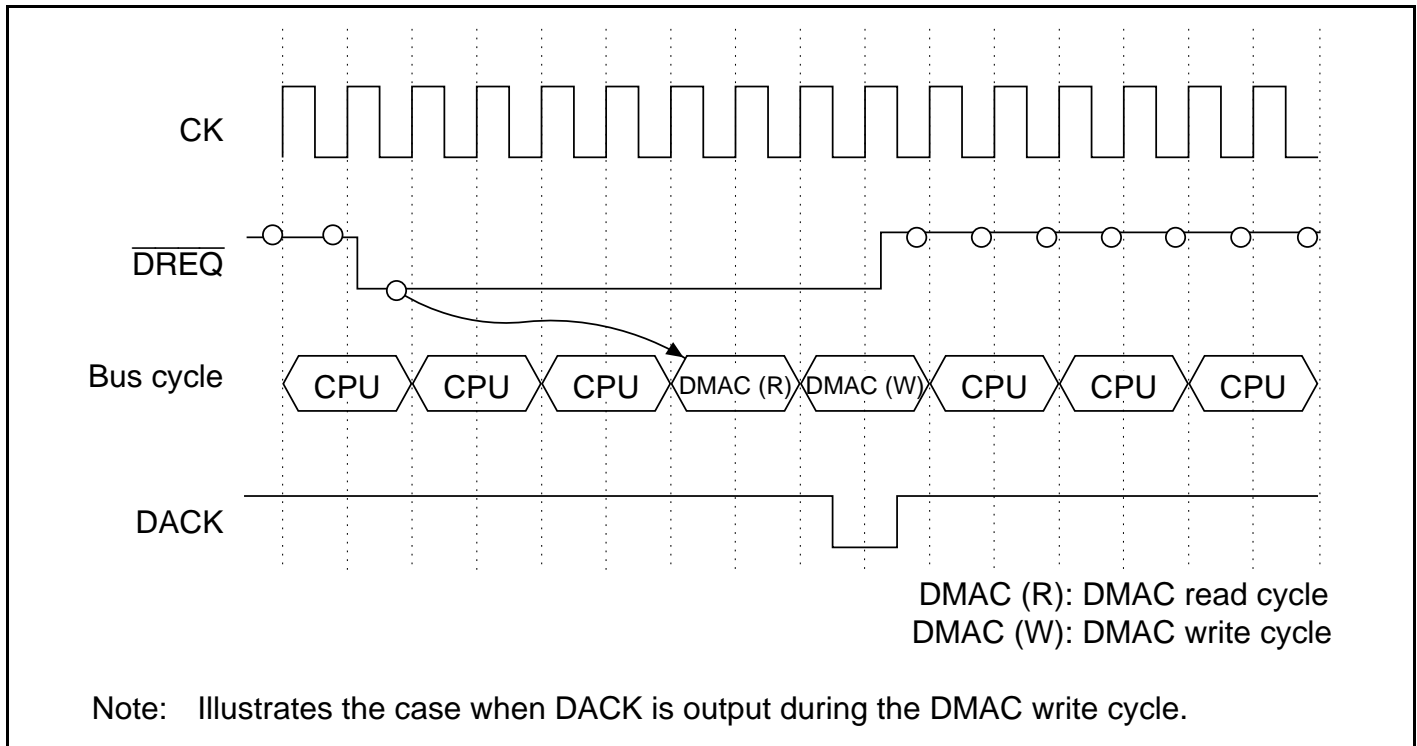 CK
DREQ
Bus cycle CPU CPU CPU DMAC (R) DMAC (W) CPU CPU CPU
DACK
DMAC (R): DMAC read cycle
DMAC (W): DMAC write cycle
Note: Illustrates the case when DACK is output during the DMAC write cycle.